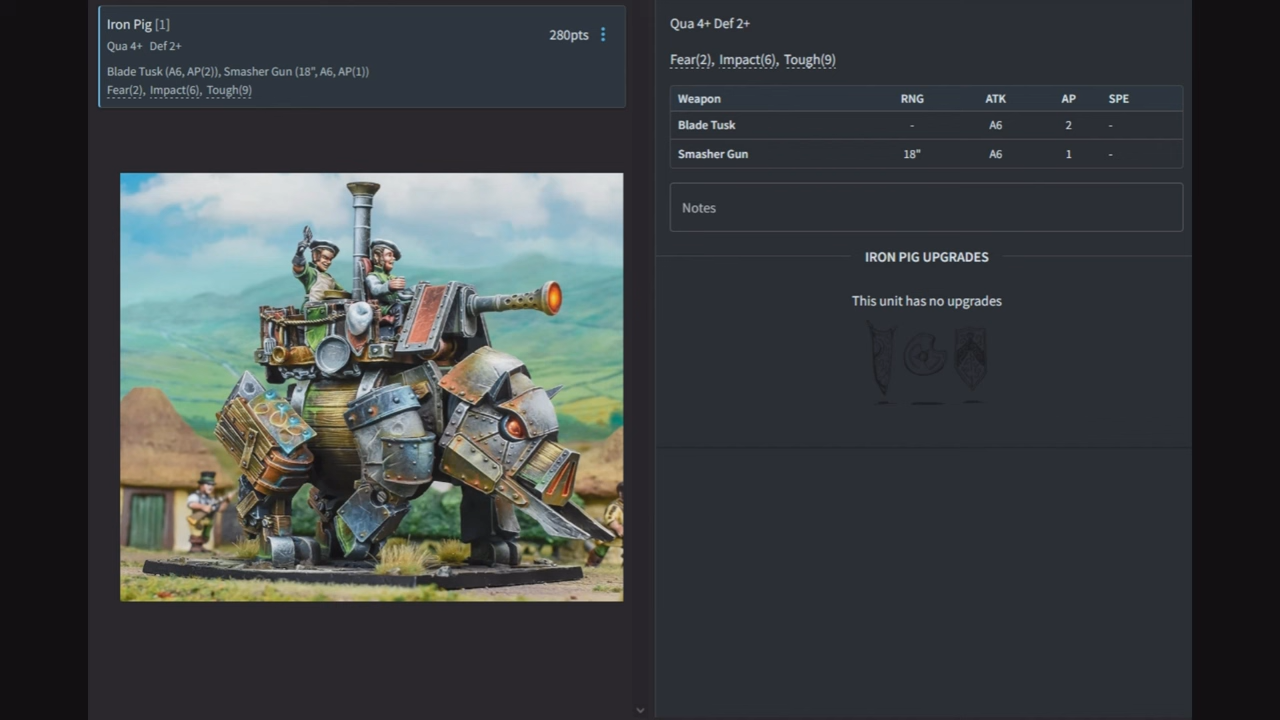 Iron Pig [1]
Qua 4+ Def 2+
280pts
Blade Tusk (A6, AP(2)), Smasher Gun (18", A6, AP(1))
Fear(2), Impact(6), Tough(9)
Qua 4+ Def 2+
Fear(2), Impact(6), Tough(9)
Weapon RNG ATK AP SPE
Blade Tusk - A6 2 -
Smasher Gun 18" A6 1 -
Notes
IRON PIG UPGRADES
This unit has no upgrades